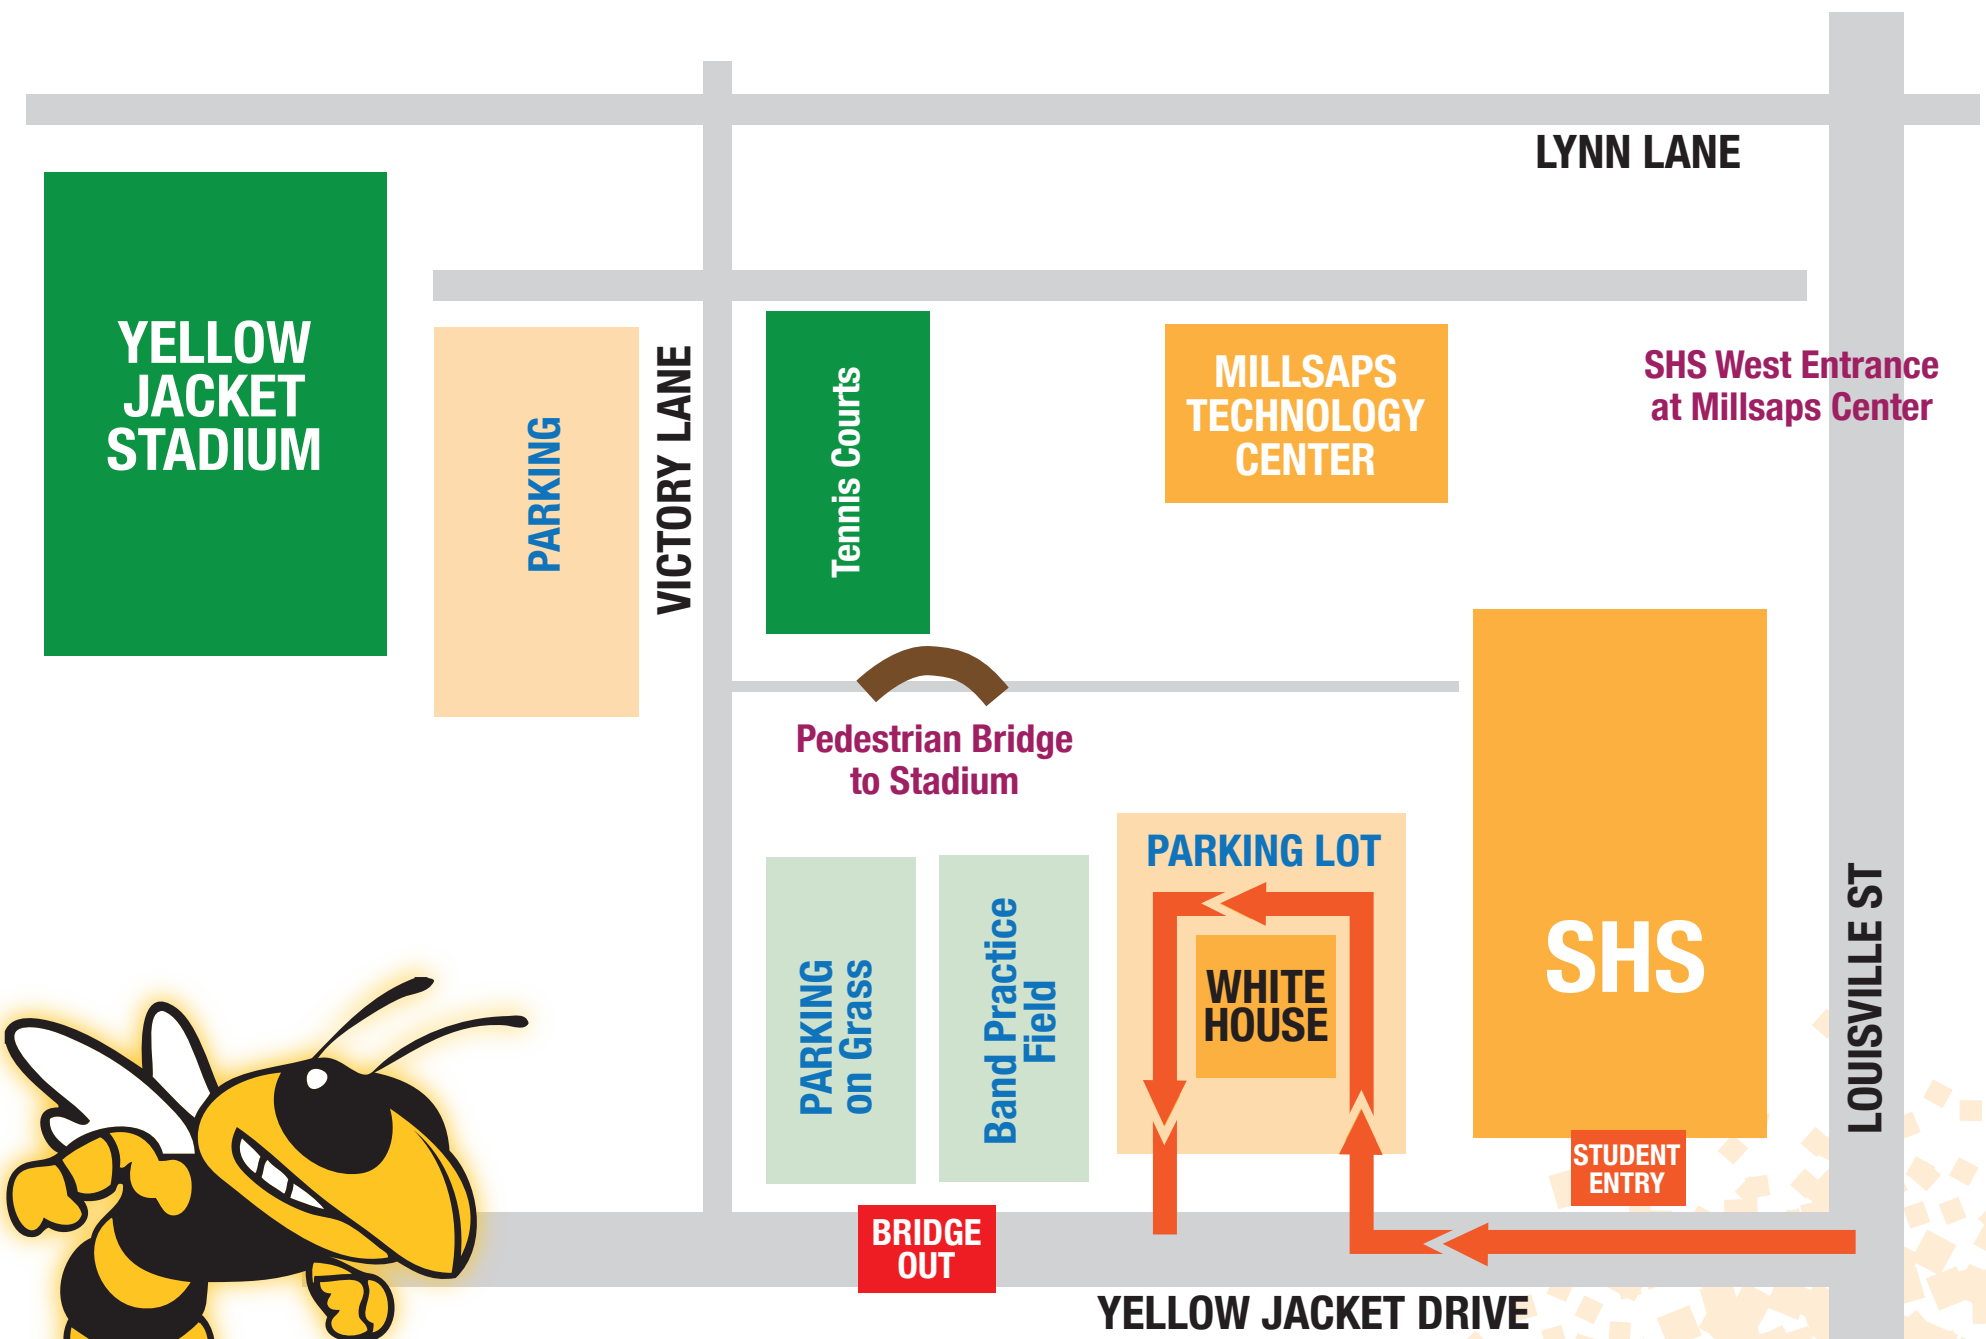 LYNN LANE
YELLOW
JACKET
STADIUM
PARKING
VICTORY LANE
Tennis Courts
MILLSAPS
TECHNOLOGY
CENTER
SHS West Entrance
at Millsaps Center
Pedestrian Bridge
to Stadium
PARKING
on Grass
Band Practice
Field
PARKING LOT
WHITE
HOUSE
SHS
LOUISVILLE ST
STUDENT
ENTRY
BRIDGE
OUT
YELLOW JACKET DRIVE